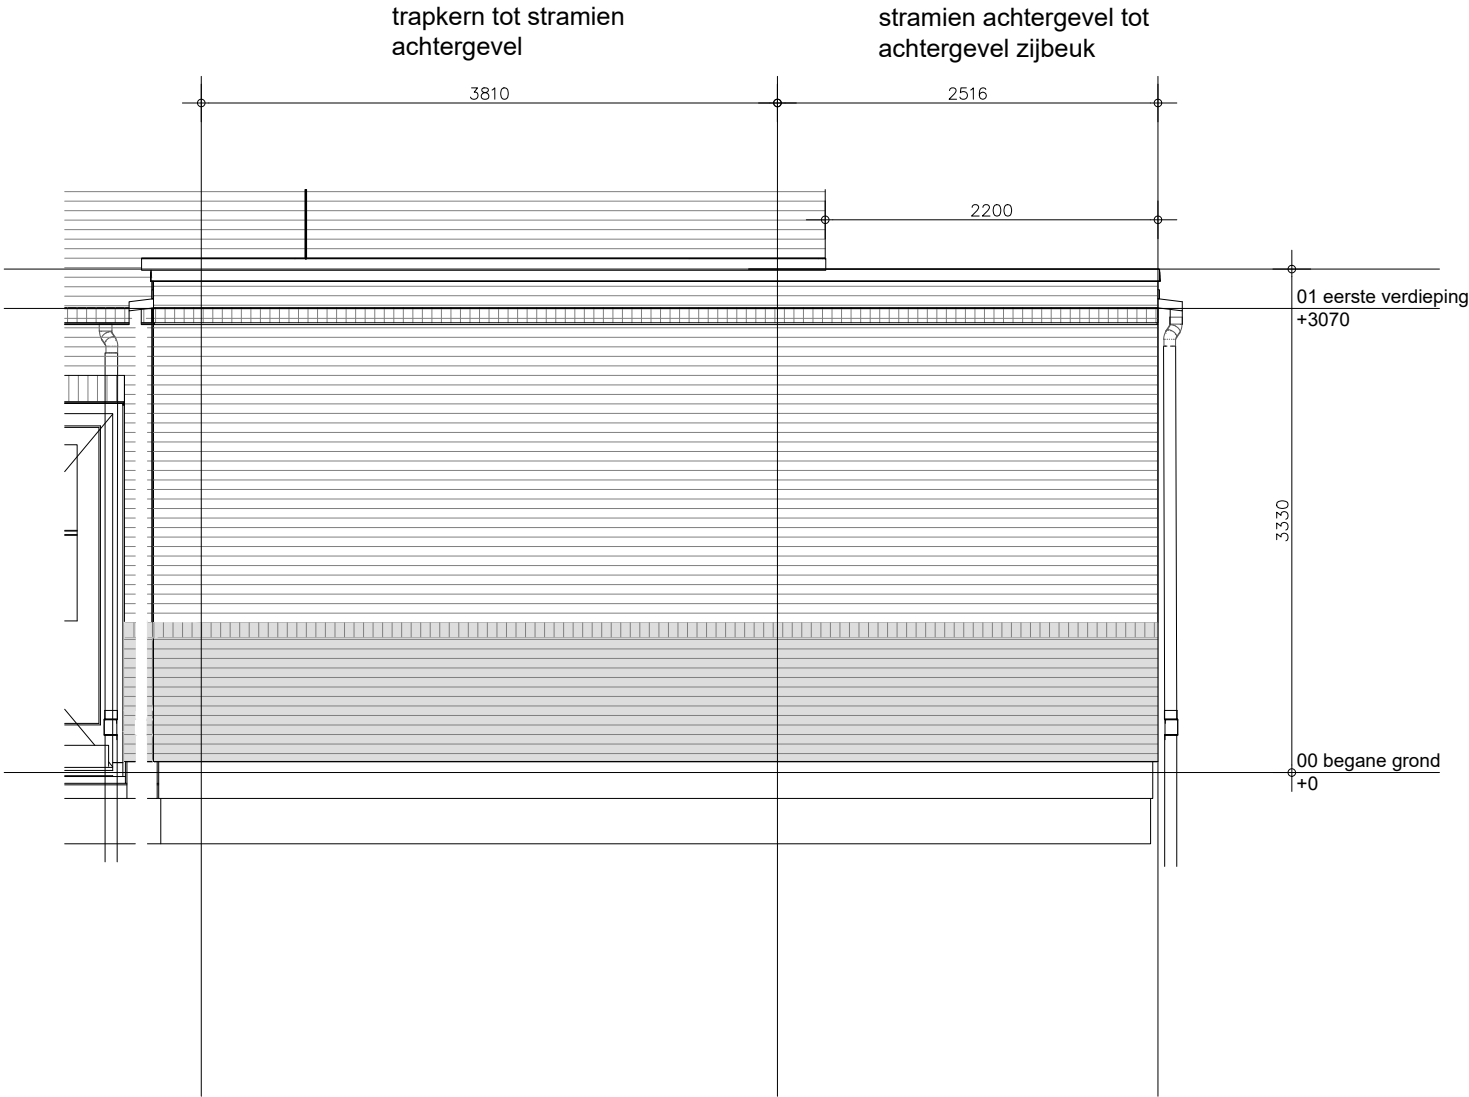 trapkern tot stramien
achtergevel
stramien achtergevel tot
achtergevel zijbeuk
3810
2516
2200
01 eerste verdieping
+3070
3330
00 begane grond
+0